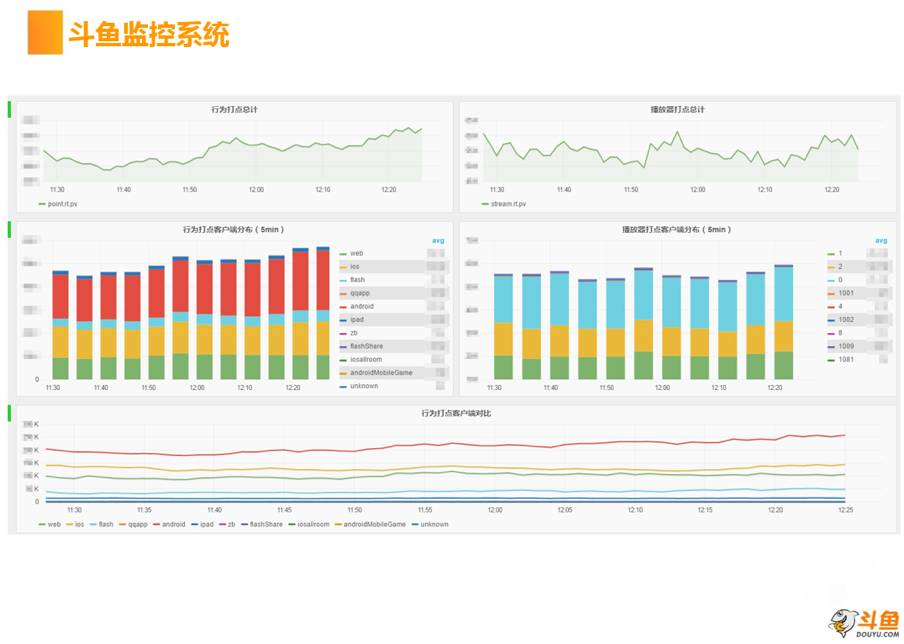 斗鱼监控系统
行为打点总计
11:30 11:40 11:50 12:00 12:10 12:20
point.rt.pv
播放器打点总计
11:30 11:40 11:50 12:00 12:10 12:20
stream.rt.pv
行为打点客户端分布 ( 5min )
avg
web
ios
flash
qqapp
android
ipad
zb
flashShare
iosallroom
androidMobileGame
unknown
0
11:30 11:40 11:50 12:00 12:10 12:20
播放器打点客户端分布 ( 5min )
avg
1
2
0
1001
4
1002
8
1009
1081
11:30 11:40 11:50 12:00 12:10 12:20
行为打点客户端对比
K
K
K
K
K
K
0
11:30 11:35 11:40 11:45 11:50 11:55 12:00 12:05 12:10 12:15 12:20 12:25
web ios flash qqapp android ipad zb flashShare iosallroom androidMobileGame unknown
斗鱼
DOUYU.COM